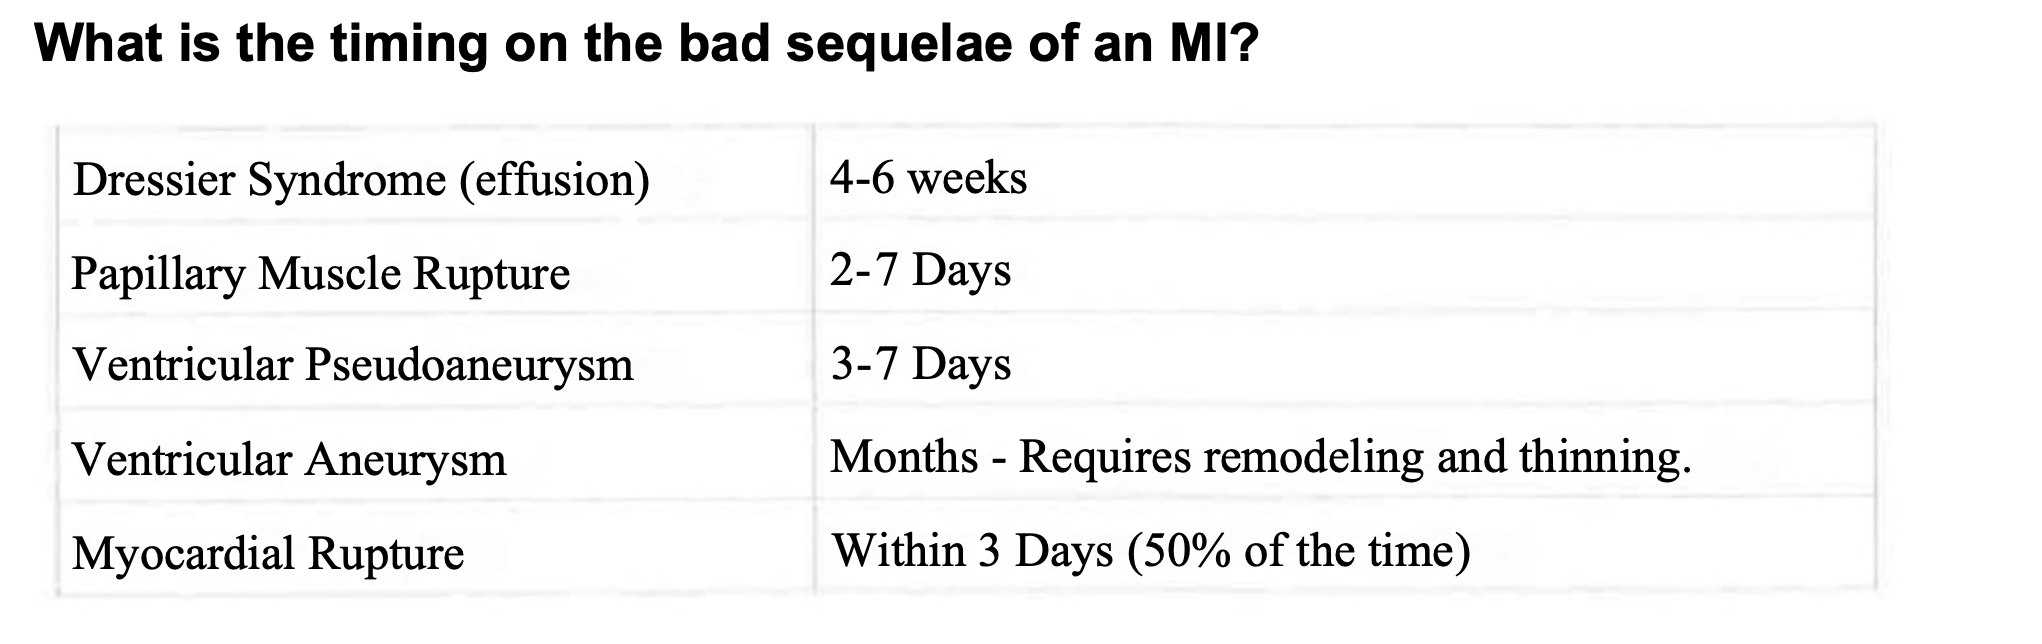 What is the timing on the bad sequelae of an MI?
Dressier Syndrome (effusion) 4-6 weeks
Papillary Muscle Rupture 2-7 Days
Ventricular Pseudoaneurysm 3-7 Days
Ventricular Aneurysm Months - Requires remodeling and thinning.
Myocardial Rupture Within 3 Days (50% of the time)